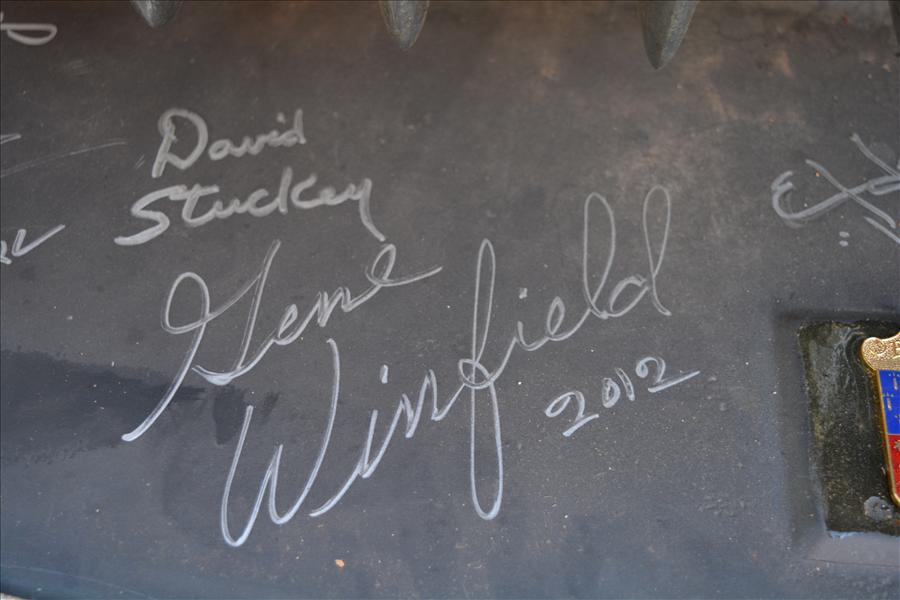 David
Stuckey
Gene
Winfield
2012